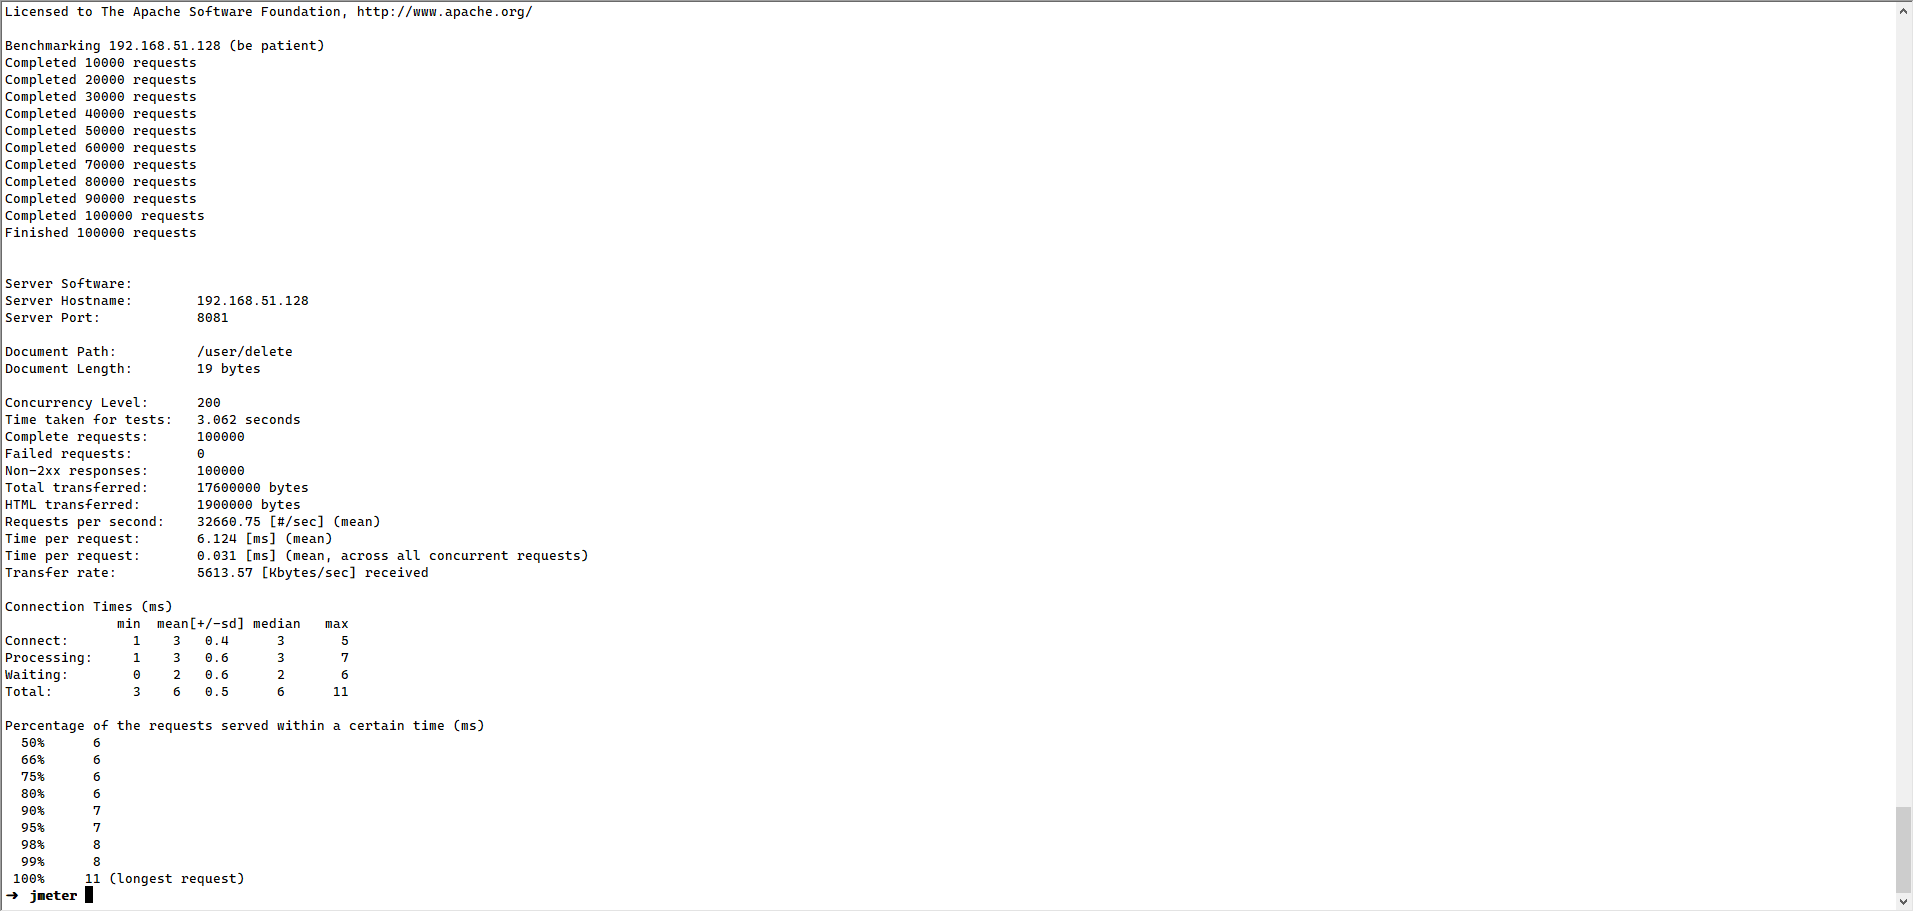 Licensed to The Apache Software Foundation, http://www.apache.org/
Benchmarking 192.168.51.128 (be patient)
Completed 10000 requests
Completed 20000 requests
Completed 30000 requests
Completed 40000 requests
Completed 50000 requests
Completed 60000 requests
Completed 70000 requests
Completed 80000 requests
Completed 90000 requests
Completed 100000 requests
Finished 100000 requests
Server Software:
Server Hostname:        192.168.51.128
Server Port:            8081
Document Path:          /user/delete
Document Length:        19 bytes
Concurrency Level:      200
Time taken for tests:   3.062 seconds
Complete requests:      100000
Failed requests:        0
Non-2xx responses:      100000
Total transferred:      17600000 bytes
HTML transferred:       1900000 bytes
Requests per second:    32660.75 [#/sec] (mean)
Time per request:       6.124 [ms] (mean)
Time per request:       0.031 [ms] (mean, across all concurrent requests)
Transfer rate:          5613.57 [Kbytes/sec] received
Connection Times (ms)
              min  mean[+/-sd] median   max
Connect:        1    3   0.4      3       5
Processing:     1    3   0.6      3       7
Waiting:        0    2   0.6      2       6
Total:          3    6   0.5      6      11
Percentage of the requests served within a certain time (ms)
  50%      6
  66%      6
  75%      6
  80%      6
  90%      7
  95%      7
  98%      8
  99%      8
 100%     11 (longest request)
➜  jmeter